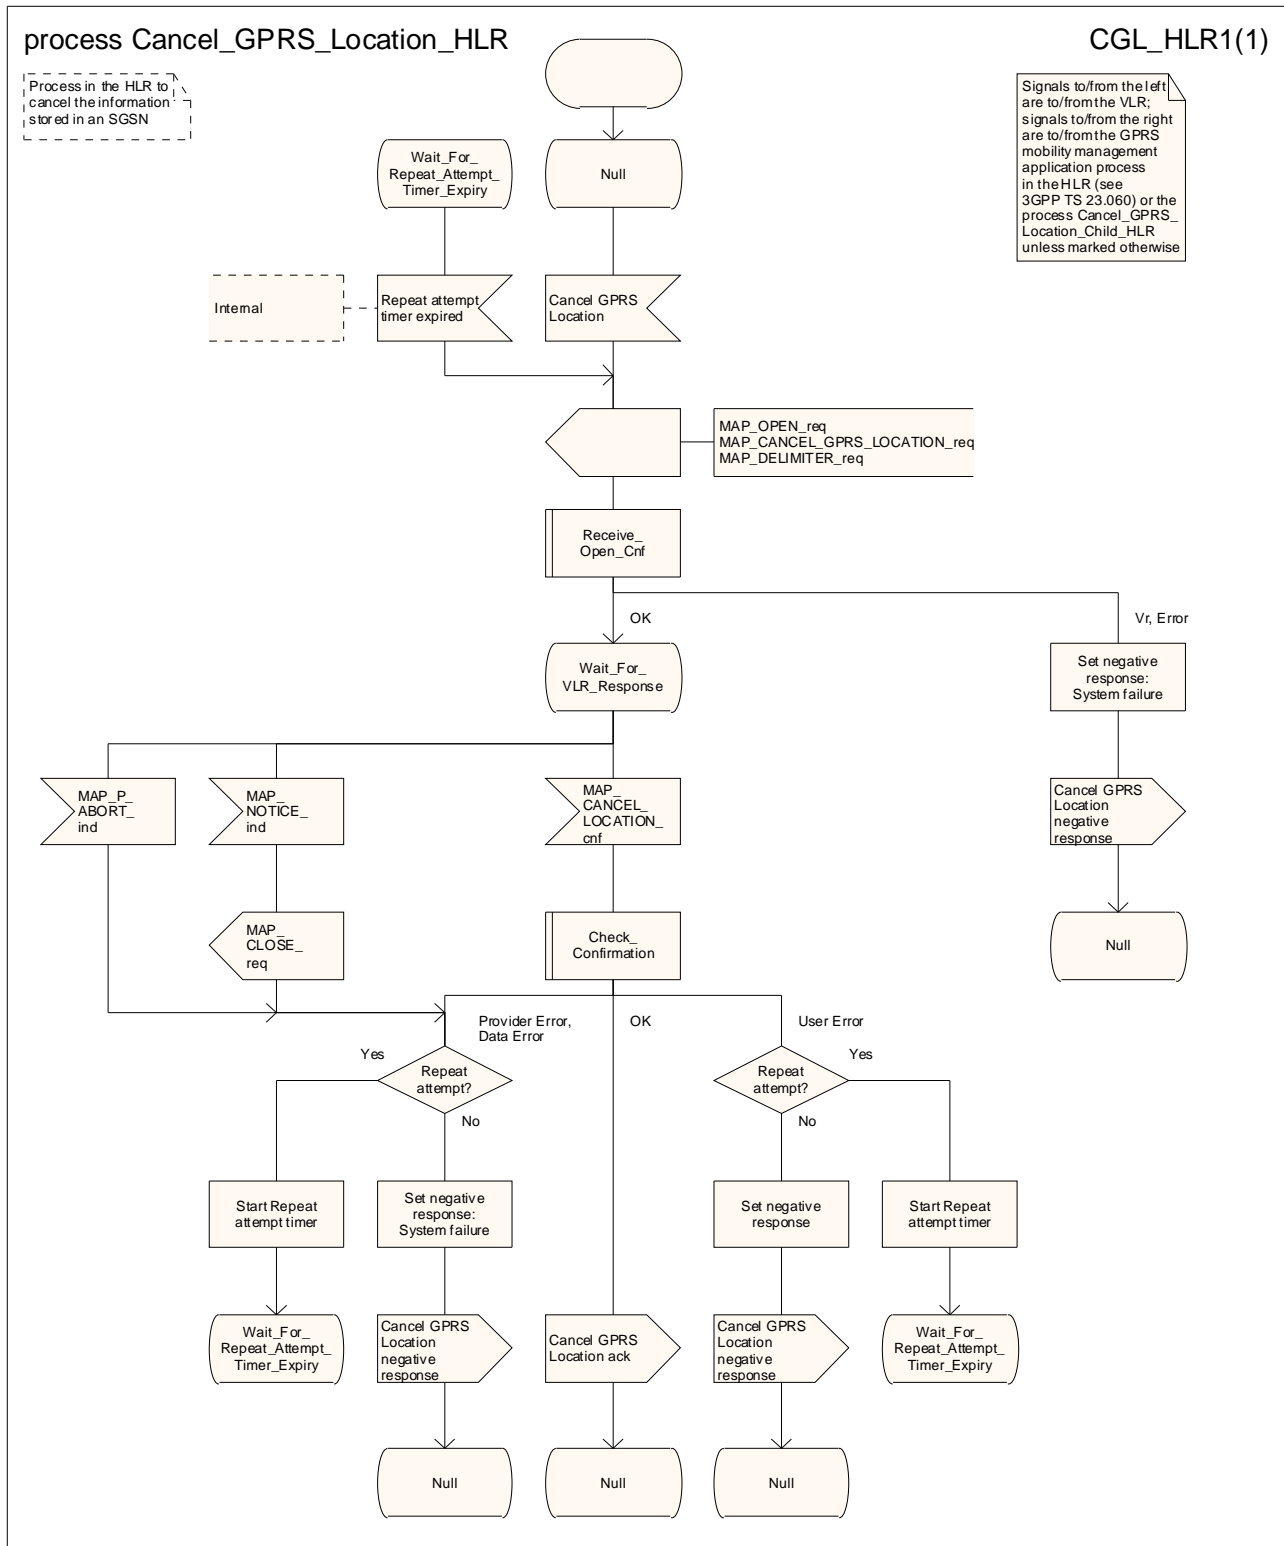 process Cancel_GPRS_Location_HLR
CGL_HLR1(1)
Process in the HLR to
cancel the information
stored in an SGSN
Signals to/from the left
are to/from the VLR;
signals to/from the right
are to/from the GPRS
mobility management
application process
in the HLR (see
3GPP TS 23.060) or the
process Cancel_GPRS_
Location_Child_HLR
unless marked otherwise
Wait_For_
Repeat_Attempt_
Timer_Expiry
Null
Internal
Repeat attempt
timer expired
Cancel GPRS
Location
MAP_OPEN_req
MAP_CANCEL_GPRS_LOCATION_req
MAP_DELIMITER_req
Receive_
Open_Cnf
OK
Vr, Error
Wait_For_
VLR_Response
Set negative
response:
System failure
MAP_P_
ABORT_
ind
MAP_
NOTICE_
ind
MAP_
CANCEL_
LOCATION_
cnf
Cancel GPRS
Location
negative
response
MAP_
CLOSE_
req
Check_
Confirmation
Null
Provider Error,
Data Error
OK
User Error
Yes
Repeat
attempt?
No
Repeat
attempt?
Yes
No
Start Repeat
attempt timer
Set negative
response:
System failure
Set negative
response
Start Repeat
attempt timer
Wait_For_
Repeat_Attempt_
Timer_Expiry
Cancel GPRS
Location
negative
response
Cancel GPRS
Location ack
Cancel GPRS
Location
negative
response
Wait_For_
Repeat_Attempt_
Timer_Expiry
Null
Null
Null